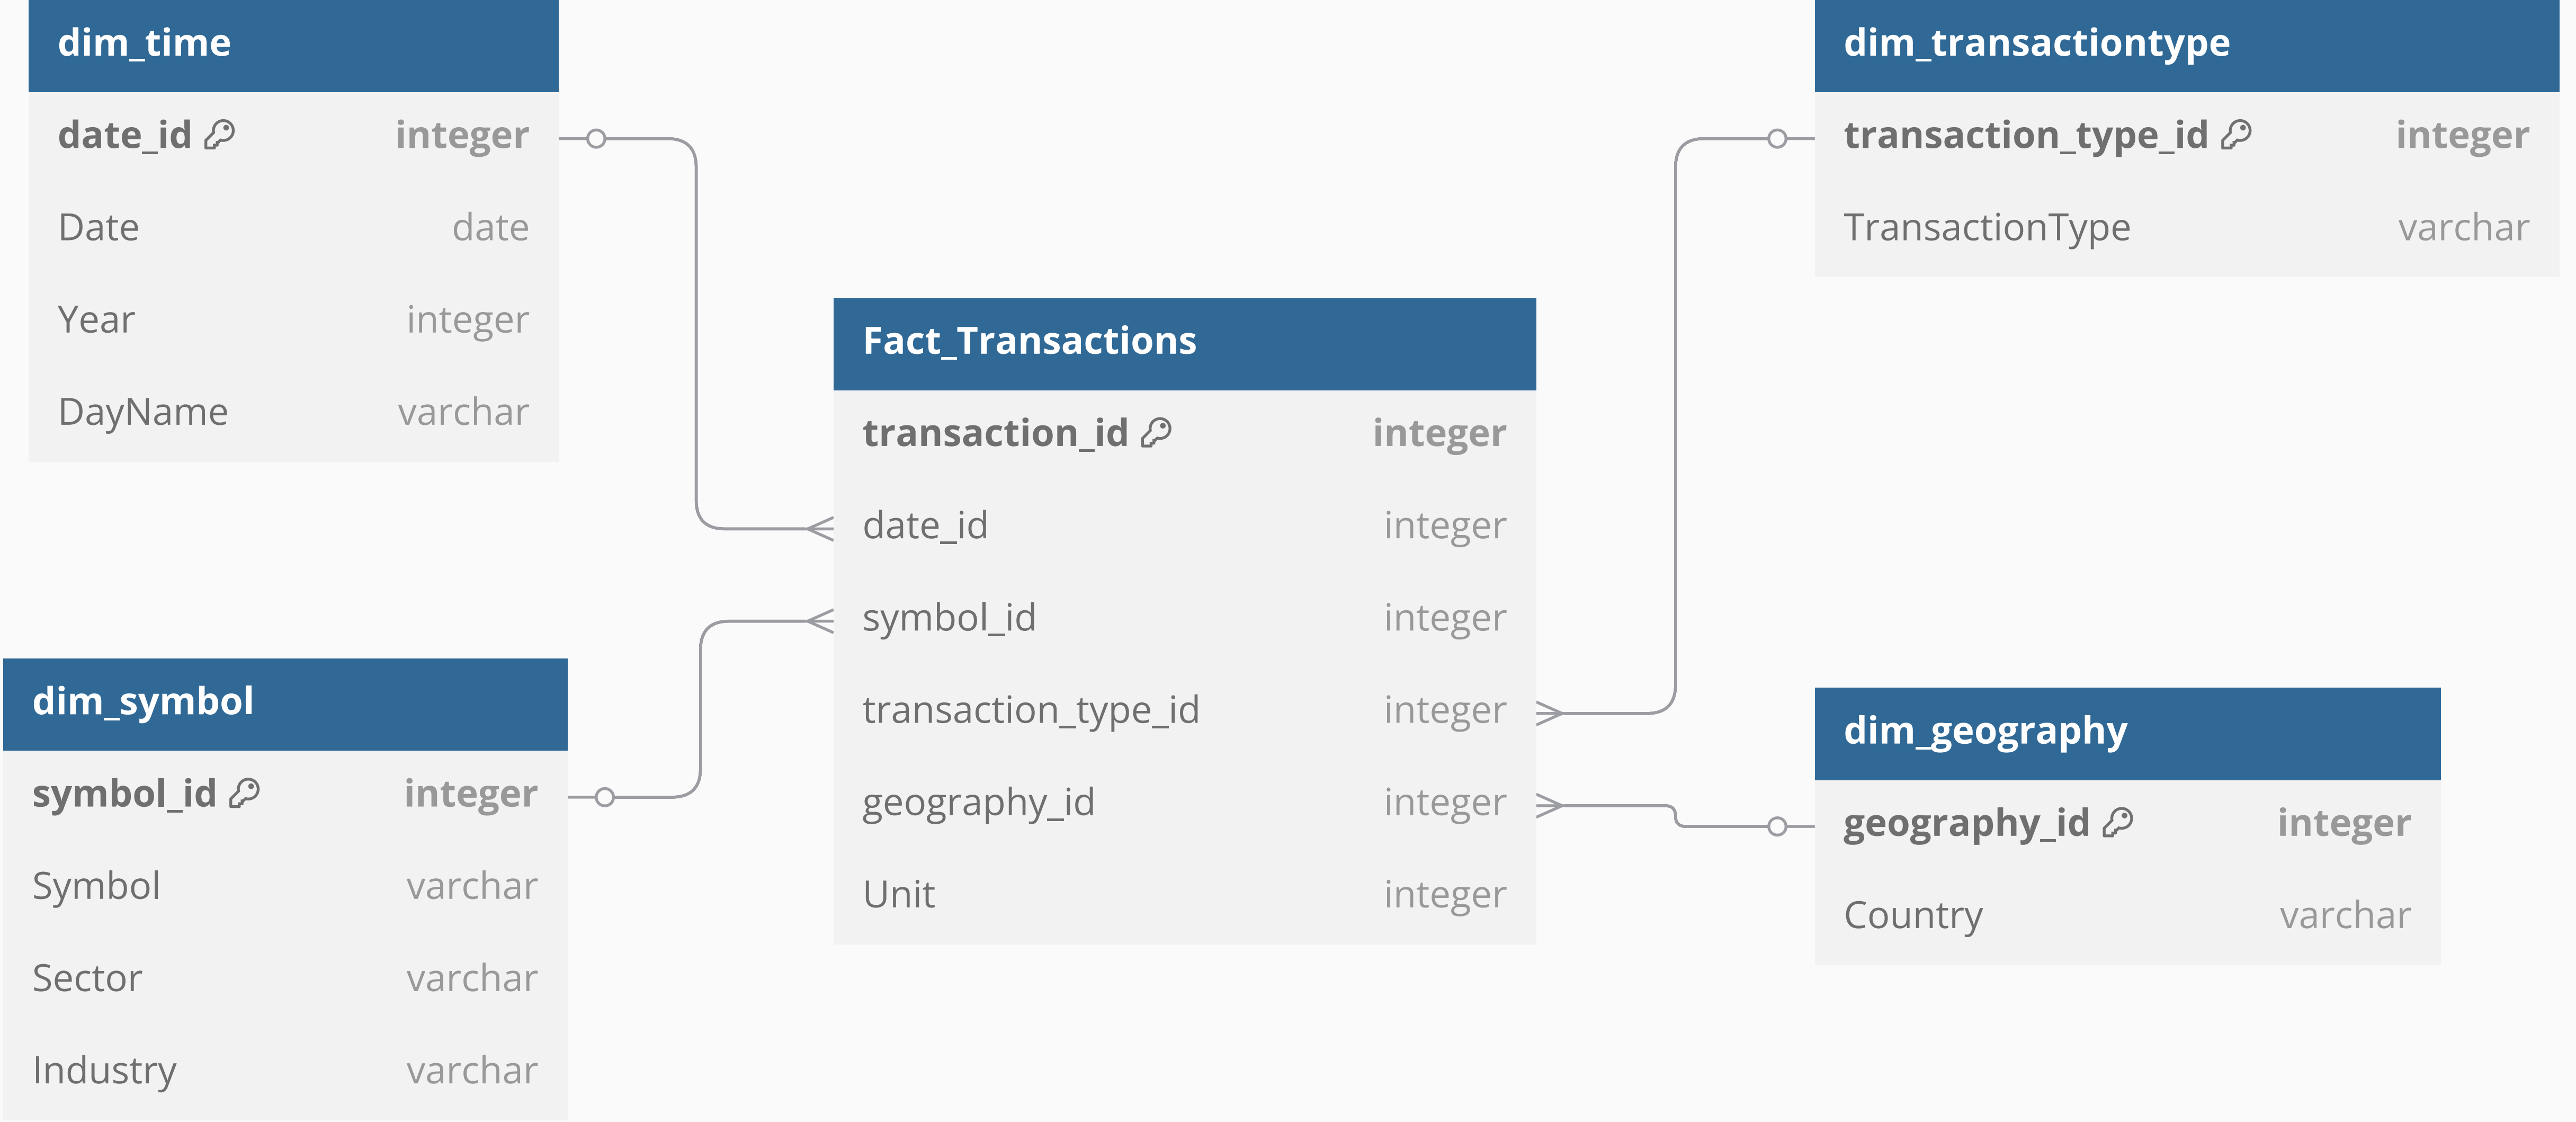 dim_time
date_id integer
Date date
Year integer
DayName varchar
dim_transactiontype
transaction_type_id integer
TransactionType varchar
Fact_Transactions
transaction_id integer
date_id integer
symbol_id integer
transaction_type_id integer
geography_id integer
Unit integer
dim_symbol
symbol_id integer
Symbol varchar
Sector varchar
Industry varchar
dim_geography
geography_id integer
Country varchar